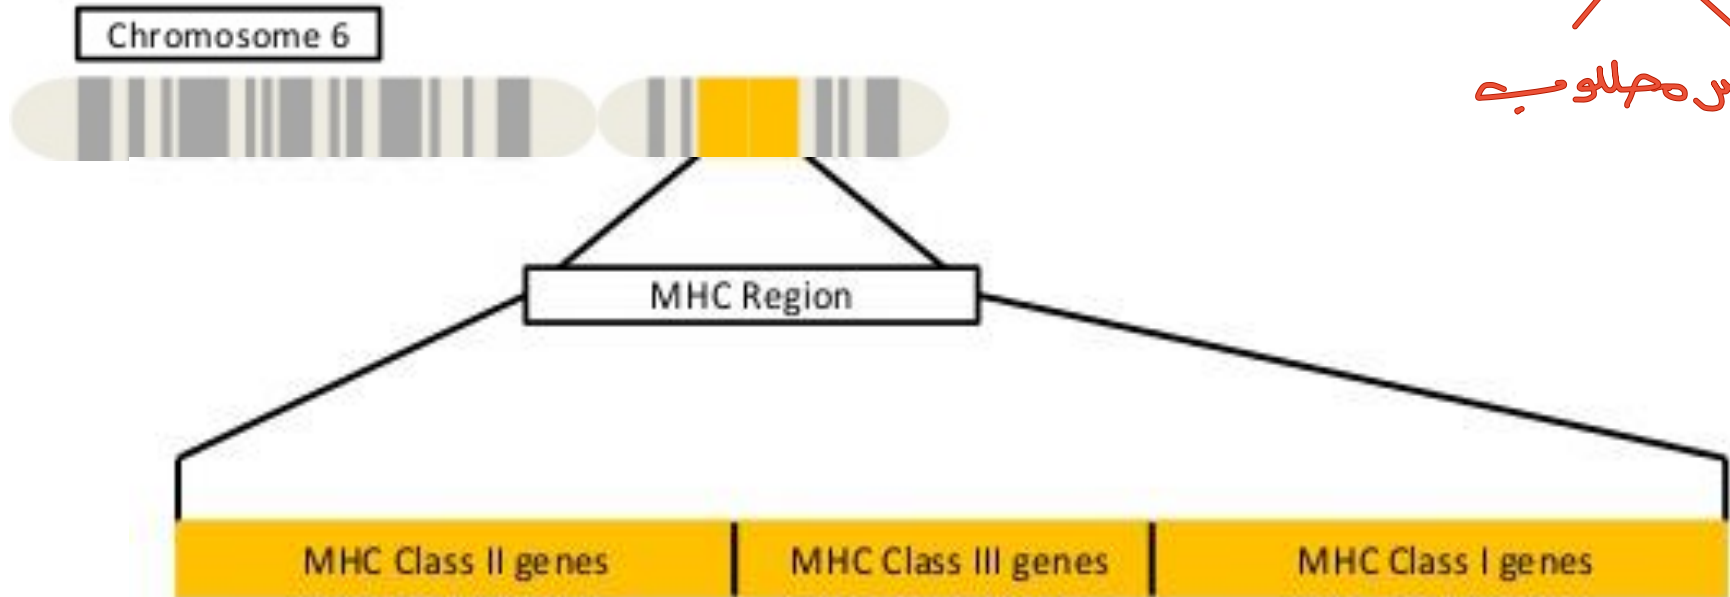 Chromosome 6
مطلوب
MHC Region
MHC Class II genes
MHC Class III genes
MHC Class I genes